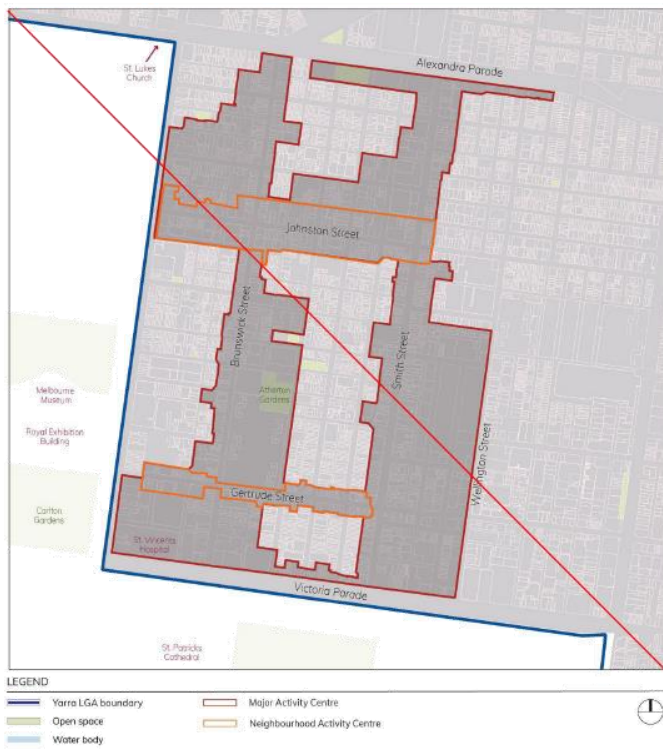 Alexandra Parade
St. Lukes
Church
Johnston Street
Brunswick Street
Smith Street
Wellington Street
Atherton
Gardens
Melbourne
Museum
Royal Exhibition
Building
Carlton
Gardens
Gertrude Street
St. Vincents
Hospital
Victoria Parade
St. Patricks
Cathedral
LEGEND
Yarra LGA boundary
Open space
Water body
Major Activity Centre
Neighbourhood Activity Centre